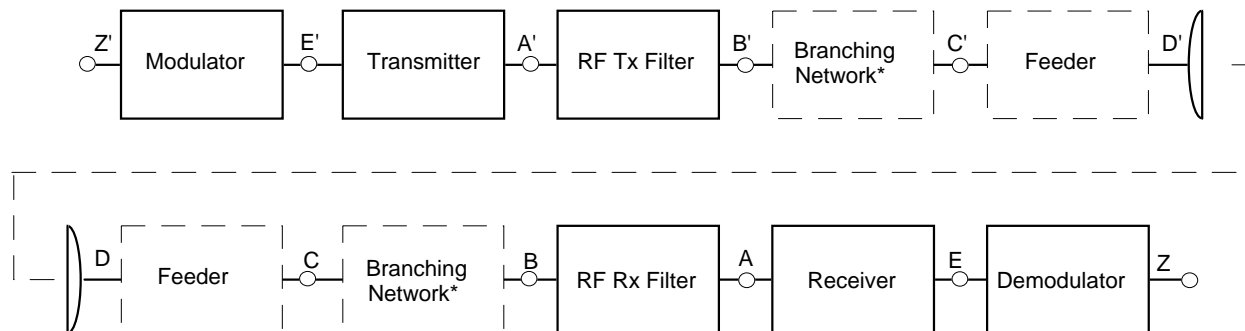 Z'
Modulator
E'
Transmitter
A'
RF Tx Filter
B'
Branching
Network*
C'
Feeder
D'
D
Feeder
C
Branching
Network*
B
RF Rx Filter
A
Receiver
E
Demodulator
Z